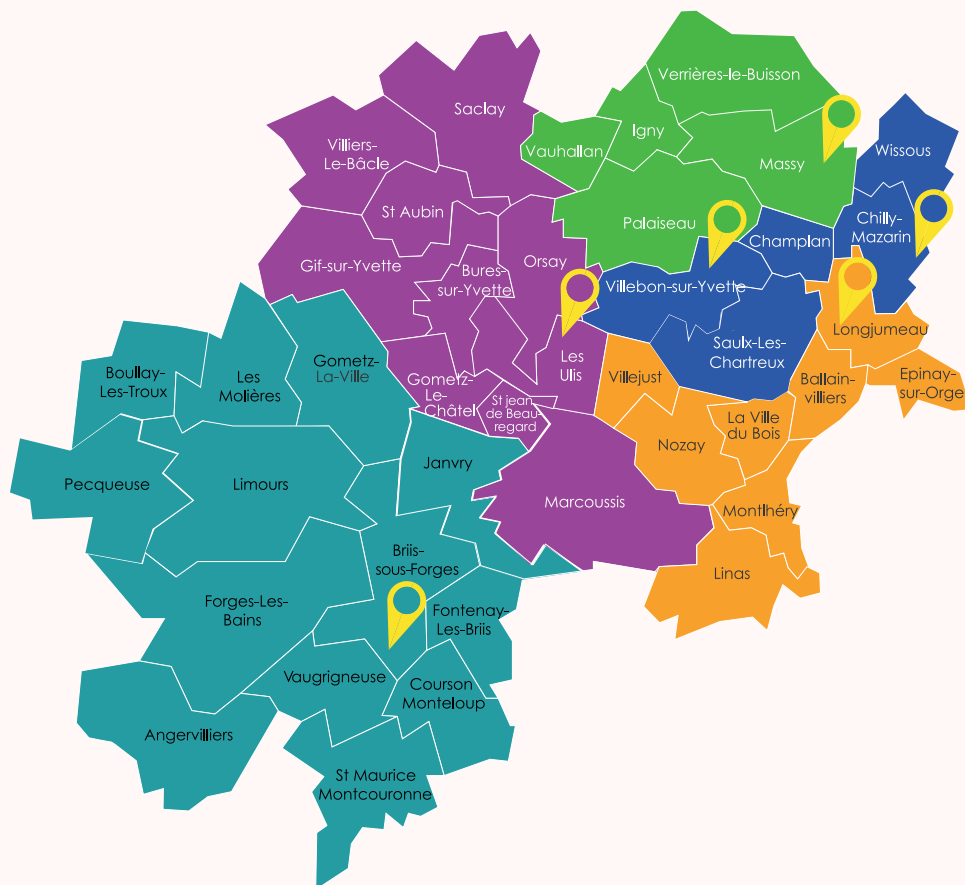 Verrières-le-Buisson
Saclay
Igny
Vauhallan
Massy
Wissous
Villiers-
Le-Bâcle
St Aubin
Palaiseau
Chilly-
Mazarin
Champlan
Orsay
Gif-sur-Yvette
Bures-
sur-Yvette
Villebon-sur-Yvette
Longjumeau
Saulx-Les-
Chartreux
Gometz-
La-Ville
Boullay-
Les-Troux
Les
Molières
Les
Ulis
Villejust
Ballain-
villiers
Epinay-
sur-Orge
Gometz-
Le-
Châtel
St jean
de Beau-
regard
La Ville
du Bois
Nozay
Janvry
Pecqueuse
Limours
Marcoussis
Montlhéry
Briis-
sous-Forges
Linas
Forges-Les-
Bains
Fontenay-
Les-Briis
Vaugrigneuse
Courson
Monteloup
Angervilliers
St Maurice
Montcouronne